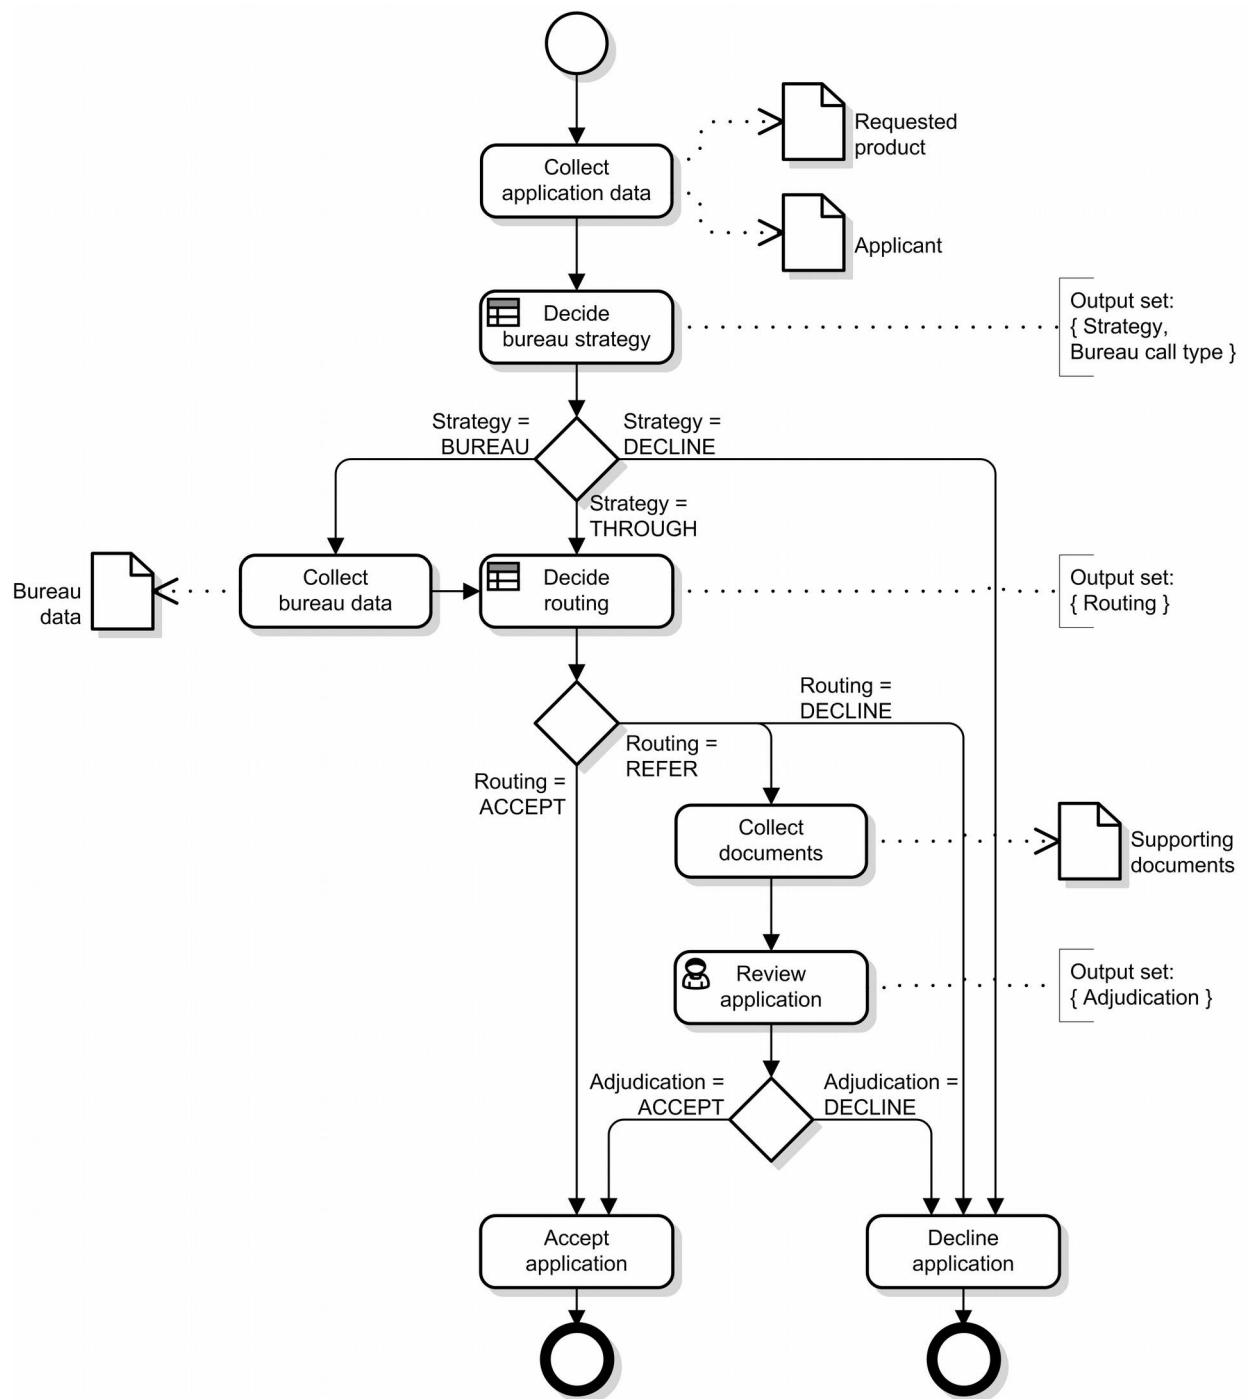 Requested
product
Collect
application data
Applicant
Decide
bureau strategy
Output set:
{ Strategy,
Bureau call type }
Strategy =
BUREAU
Strategy =
DECLINE
Strategy =
THROUGH
Bureau
data
Collect
bureau data
Decide
routing
Output set:
{ Routing }
Routing =
DECLINE
Routing =
REFER
Routing =
ACCEPT
Collect
documents
Supporting
documents
Review
application
Output set:
{ Adjudication }
Adjudication =
ACCEPT
Adjudication =
DECLINE
Accept
application
Decline
application